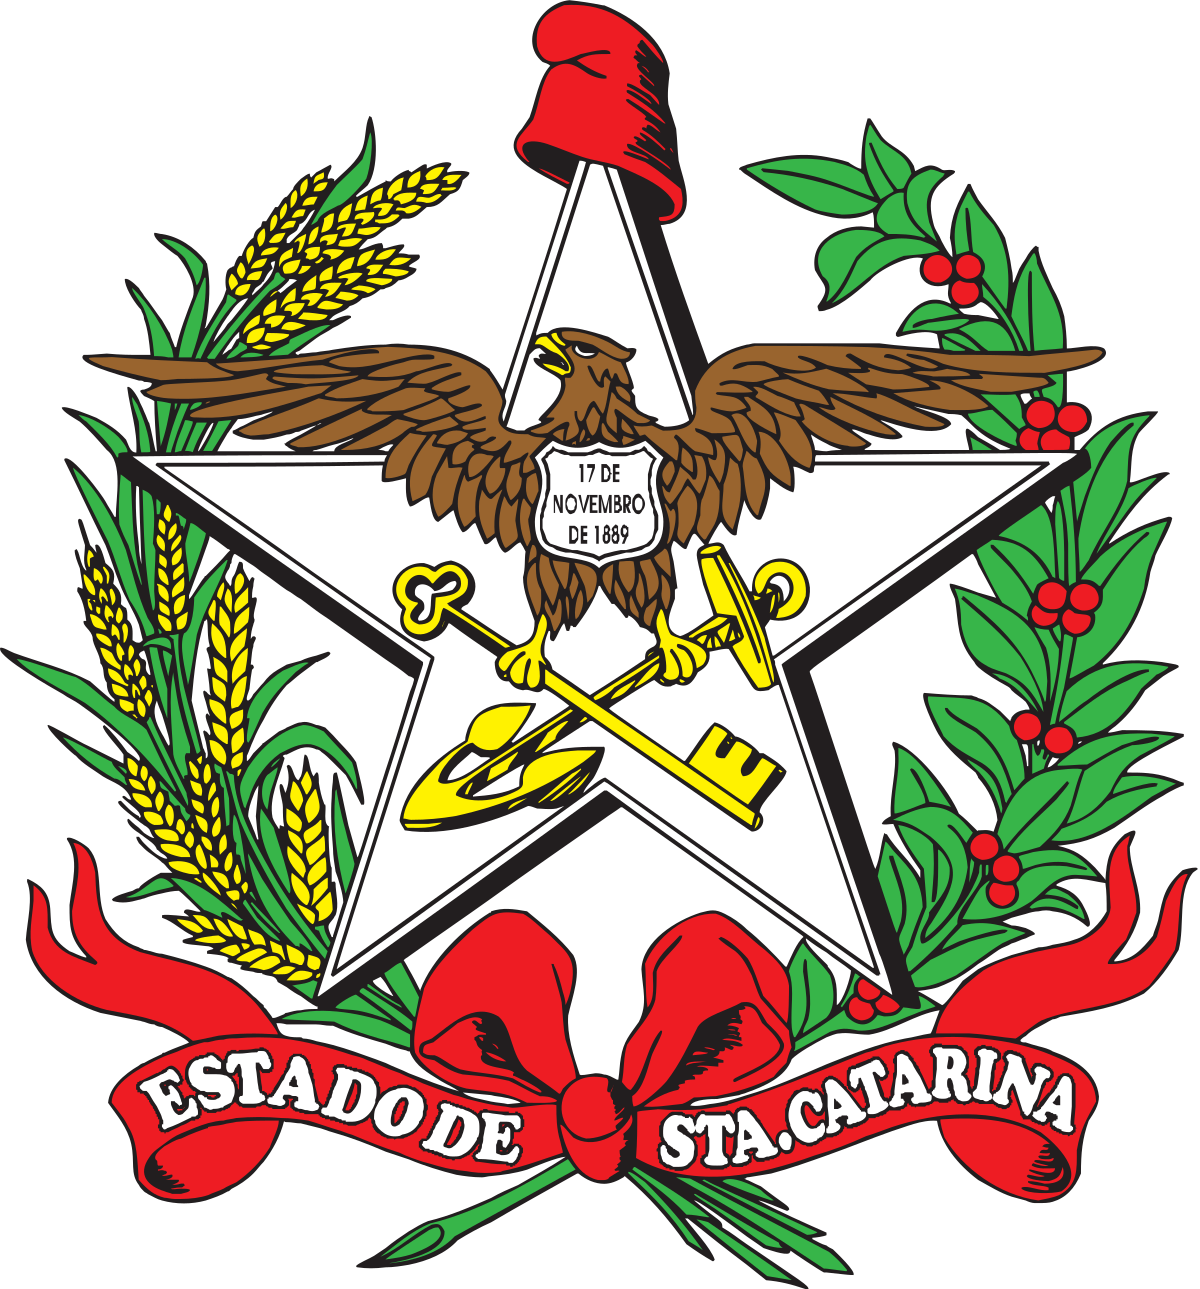 17 DE
NOVEMBRO
DE 1889
ESTADO DE STA.CATARINA